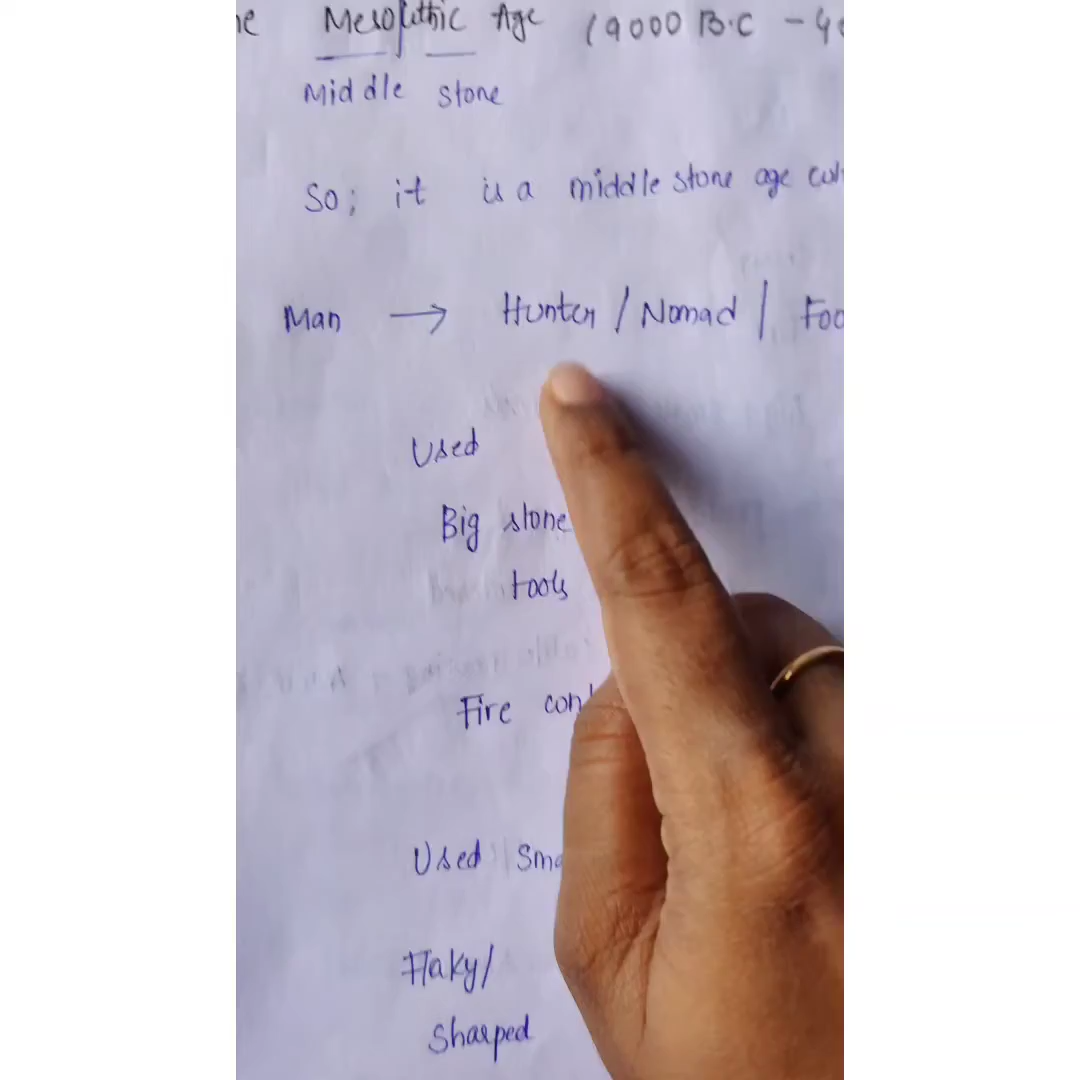 Mesolithic Age (9000 B.C -
Middle stone
So; it is a middle stone age
Man → Hunter / Nomad /
Used
Big stone
tools
Fire
Used
Flaky/
sharped